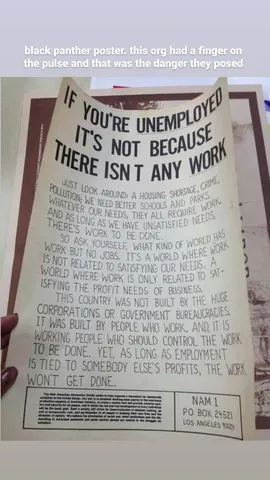 black panther poster. this org had a finger on
the pulse and that was the danger they posed
IF YOU'RE UNEMPLOYED
IT'S NOT BECAUSE
THERE ISN'T ANY WORK
JUST LOOK AROUND: A HOUSING SHORTAGE, CRIME,
POLLUTION; WE NEED BETTER SCHOOLS AND PARKS.
WHATEVER OUR NEEDS, THEY ALL REQUIRE WORK.
AND AS LONG AS WE HAVE UNSATISFIED NEEDS,
THERE'S WORK TO BE DONE.
SO ASK YOURSELF, WHAT KIND OF WORLD HAS
WORK BUT NO JOBS. IT'S A WORLD WHERE WORK
IS NOT RELATED TO SATISFYING OUR NEEDS, A
WORLD WHERE WORK IS ONLY RELATED TO SAT-
ISFYING THE PROFIT NEEDS OF BUSINESS.
THIS COUNTRY WAS NOT BUILT BY THE HUGE
CORPORATIONS OR GOVERNMENT BUREAUCRACIES.
IT WAS BUILT BY PEOPLE WHO WORK. AND, IT IS
WORKING PEOPLE WHO SHOULD CONTROL THE WORK
TO BE DONE. YET, AS LONG AS EMPLOYMENT
IS TIED TO SOMEBODY ELSE'S PROFITS, THE WORK
WON'T GET DONE.
NAM 1
PO BOX 24521
LOS ANGELES